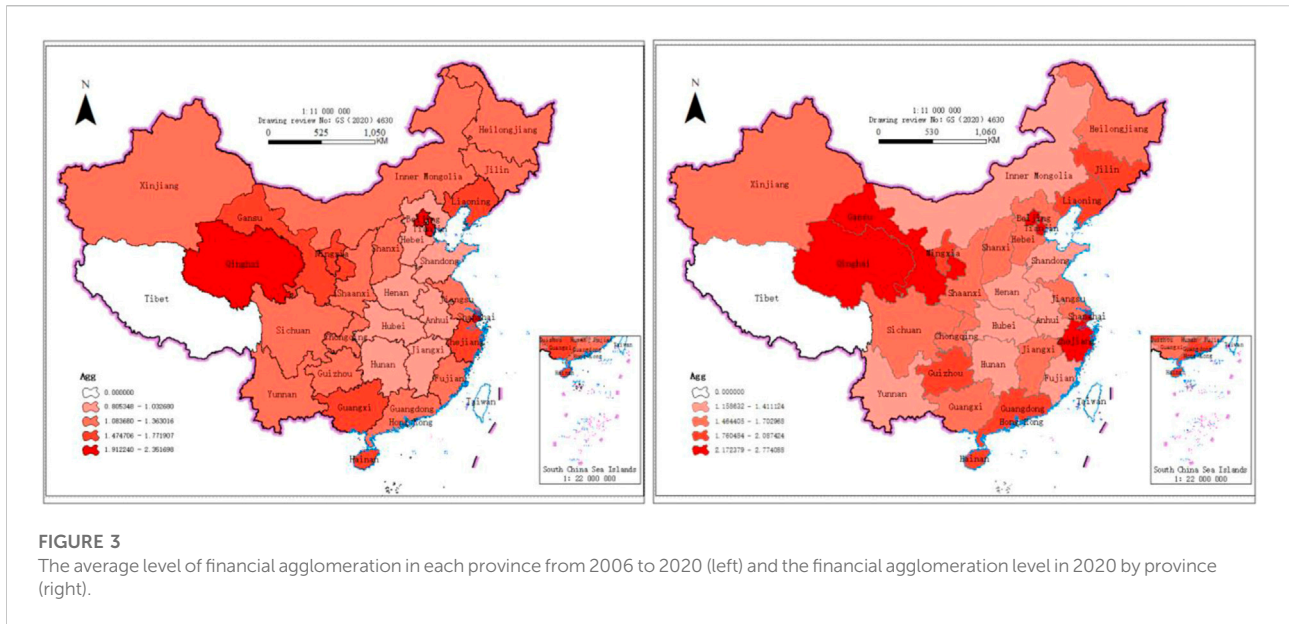 N
1:11 000 000
Drawing review No: GS (2020) 4630
0 525 1,050
KM
Heilongjiang
Jilin
Inner Mongolia
Liaoning
Xinjiang
Gansu
Hebei
Shanxi
Shandong
Tibet
Shaanxi
Henan
Jiangsu
Sichuan
Hubei
Anhui
Jiangxi
Guizhou
Fujian
Yunnan
Guangxi
Guangdong
Taiwan
Hainan
Agg
0.000000
0.805348 - 1.032680
1.083680 - 1.363016
1.474706 - 1.771907
1.912240 - 2.351698
South China Sea Islands
1: 22 000 000
N
1:11 000 000
Drawing review No: GS (2020) 4630
0 530 1,060
KM
Heilongjiang
Jilin
Inner Mongolia
Liaoning
Xinjiang
Gansu
Hebei
Shanxi
Qinghai
Ningxia
Shandong
Tibet
Shaanxi
Henan
Jiangsu
Shanghai
Sichuan
Chongqing
Hubei
Anhui
Zhejiang
Hunan
Jiangxi
Guizhou
Fujian
Yunnan
Guangxi
Guangdong
Hong Kong
Taiwan
Hainan
Agg
0.000000
1.158632 - 1.411124
1.484405 - 1.702968
1.780484 - 2.087424
2.172379 - 2.774088
South China Sea Islands
1: 22 000 000
FIGURE 3
The average level of financial agglomeration in each province from 2006 to 2020 (left) and the financial agglomeration level in 2020 by province
(right).